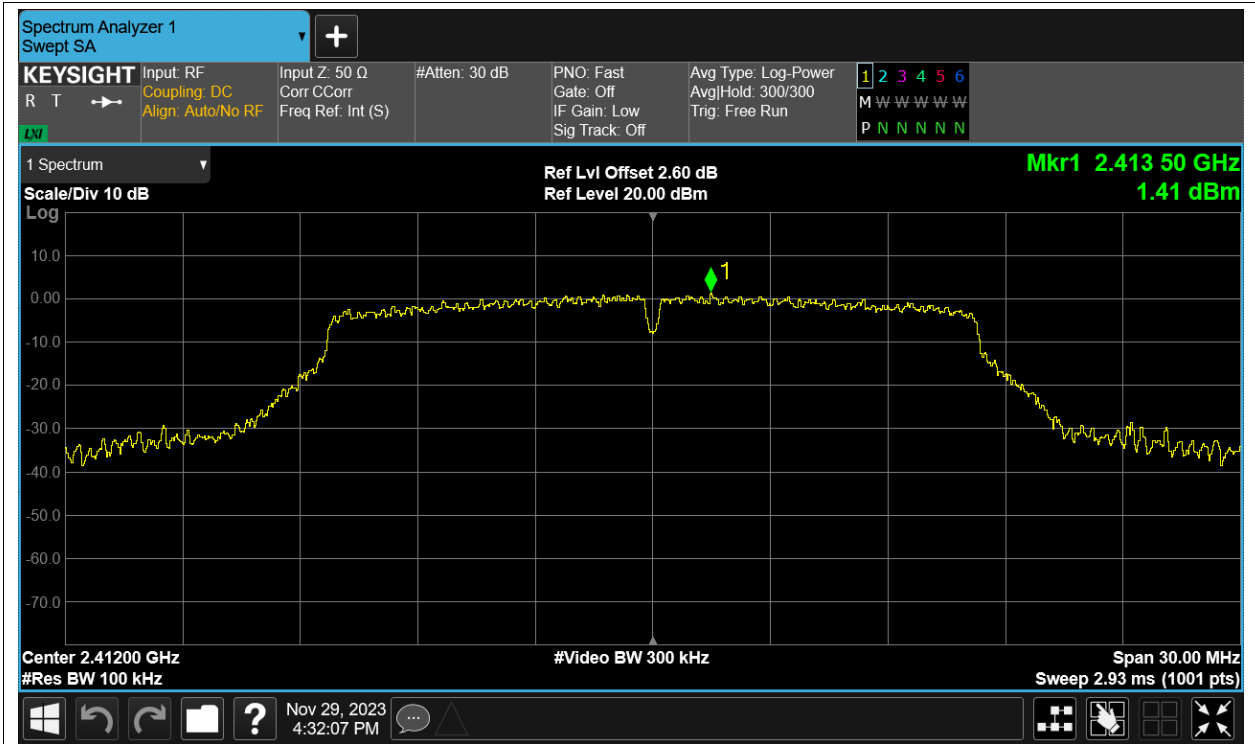 Spectrum Analyzer 1
Swept SA
KEYSIGHT
R T
LXI
Input: RF
Coupling: DC
Align: Auto/No RF
Input Z: 50 Ω
Corr CCorr
Freq Ref: Int (S)
#Atten: 30 dB
PNO: Fast
Gate: Off
IF Gain: Low
Sig Track: Off
Avg Type: Log-Power
Avg|Hold: 300/300
Trig: Free Run
1 2 3 4 5 6
M W W W W W
P N N N N N
1 Spectrum
Scale/Div 10 dB
Log
Ref Lvl Offset 2.60 dB
Ref Level 20.00 dBm
Mkr1 2.413 50 GHz
1.41 dBm
1
10.0
0.00
-10.0
-20.0
-30.0
-40.0
-50.0
-60.0
-70.0
Center 2.41200 GHz
#Res BW 100 kHz
#Video BW 300 kHz
Span 30.00 MHz
Sweep 2.93 ms (1001 pts)
?
Nov 29, 2023
4:32:07 PM